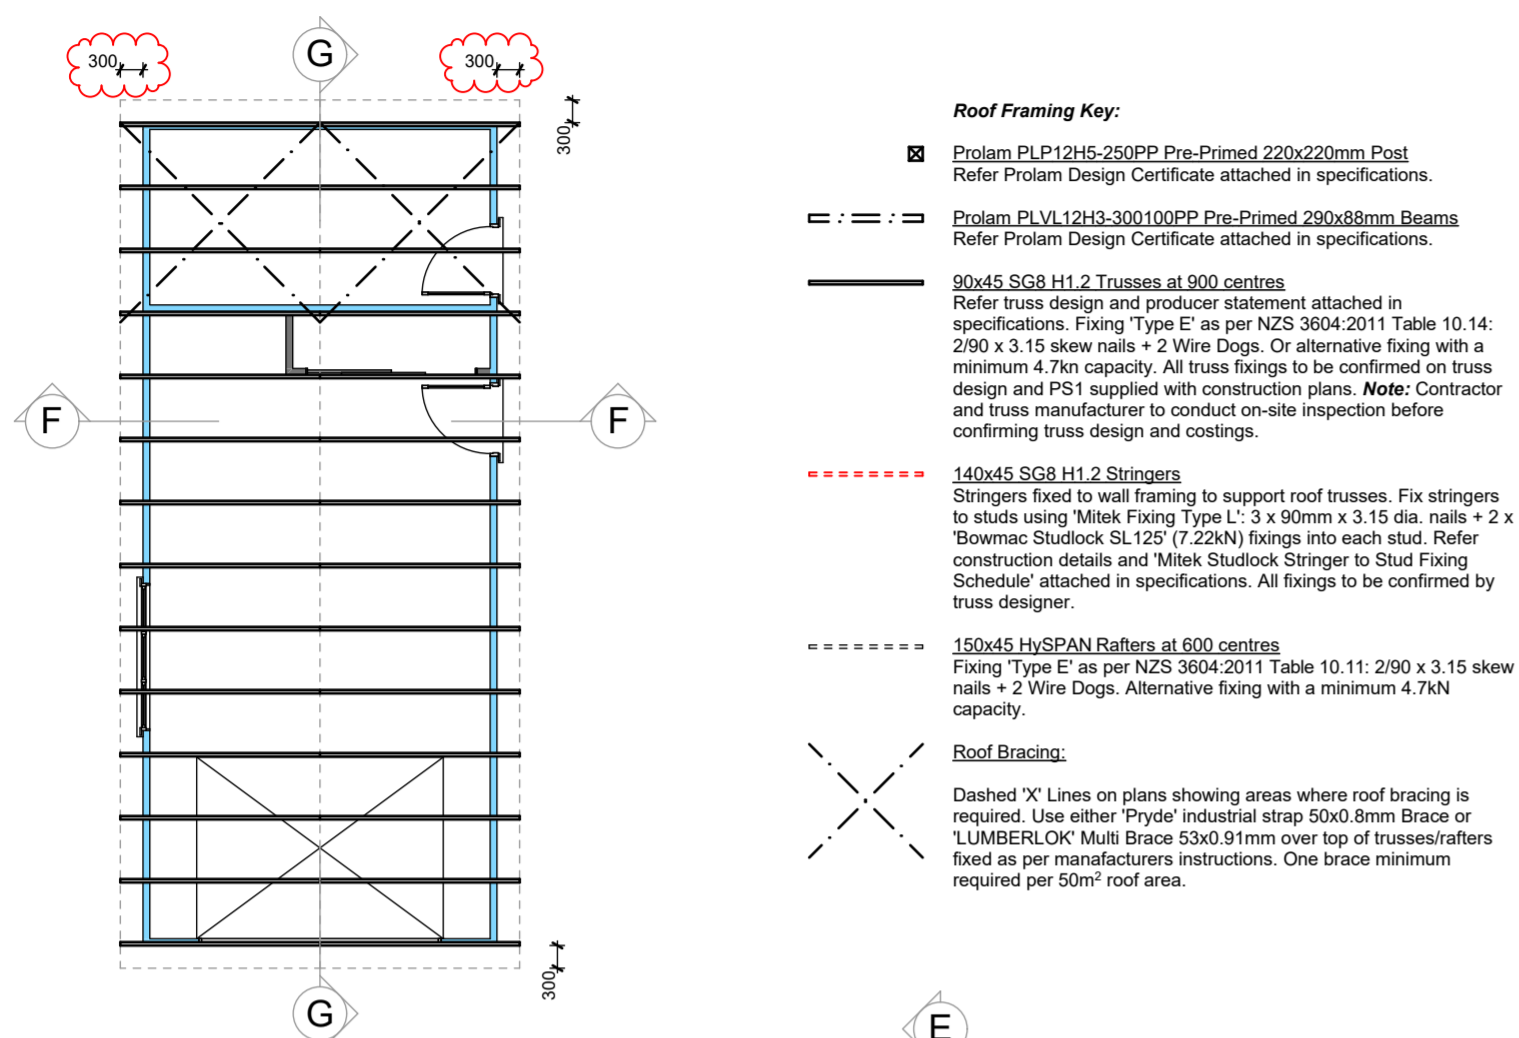 300
G
300
300
F
F
300
G
Roof Framing Key:
Prolam PLP12H5-250PP Pre-Primed 220x220mm Post
Refer Prolam Design Certificate attached in specifications.
Prolam PLVL12H3-300100PP Pre-Primed 290x88mm Beams
Refer Prolam Design Certificate attached in specifications.
90x45 SG8 H1.2 Trusses at 900 centres
Refer truss design and producer statement attached in
specifications. Fixing 'Type E' as per NZS 3604:2011 Table 10.14:
2/90 x 3.15 skew nails + 2 Wire Dogs. Or alternative fixing with a
minimum 4.7kn capacity. All truss fixings to be confirmed on truss
design and PS1 supplied with construction plans. Note: Contractor
and truss manufacturer to conduct on-site inspection before
confirming truss design and costings.
140x45 SG8 H1.2 Stringers
Stringers fixed to wall framing to support roof trusses. Fix stringers
to studs using 'Mitek Fixing Type L': 3 x 90mm x 3.15 dia. nails + 2 x
'Bowmac Studlock SL125' (7.22kN) fixings into each stud. Refer
construction details and 'Mitek Studlock Stringer to Stud Fixing
Schedule' attached in specifications. All fixings to be confirmed by
truss designer.
150x45 HySPAN Rafters at 600 centres
Fixing 'Type E' as per NZS 3604:2011 Table 10.11: 2/90 x 3.15 skew
nails + 2 Wire Dogs. Alternative fixing with a minimum 4.7kN
capacity.
Roof Bracing:
Dashed 'X' Lines on plans showing areas where roof bracing is
required. Use either 'Pryde' industrial strap 50x0.8mm Brace or
'LUMBERLOK' Multi Brace 53x0.91mm over top of trusses/rafters
fixed as per manafacturers instructions. One brace minimum
required per 50m² roof area.
E